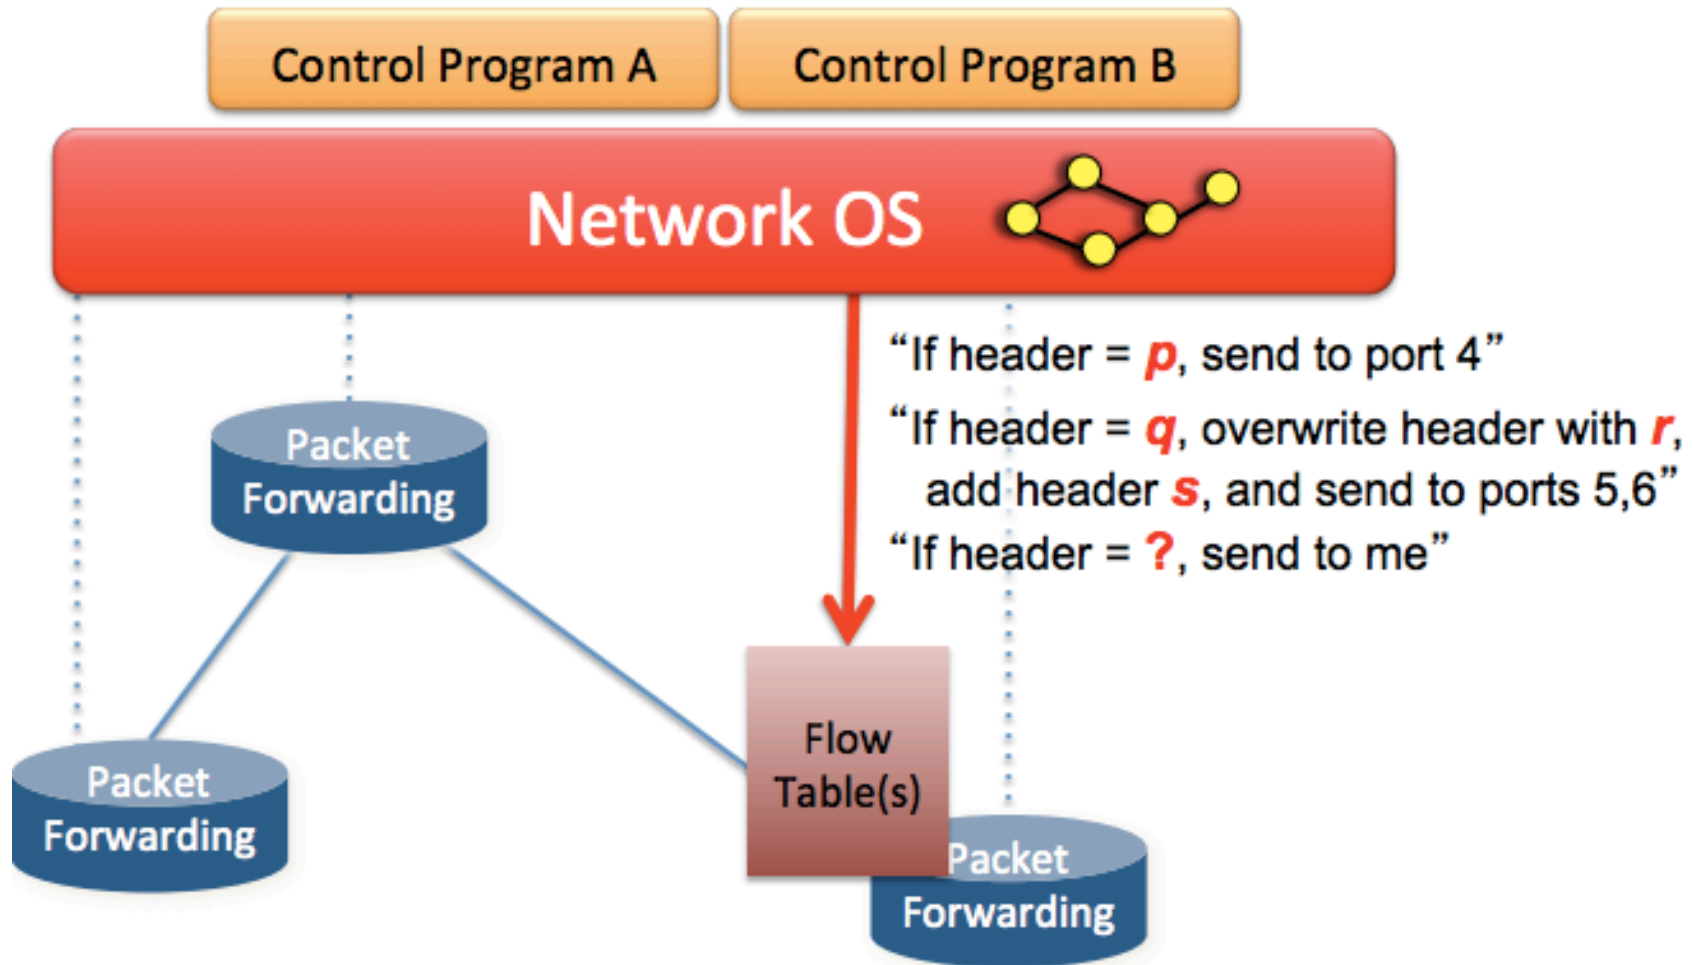 Control Program A
Control Program B
Network OS
“If header = p, send to port 4”
“If header = q, overwrite header with r,
add header s, and send to ports 5,6”
“If header = ?, send to me”
Packet
Forwarding
Flow
Table(s)
Packet
Forwarding
Packet
Forwarding